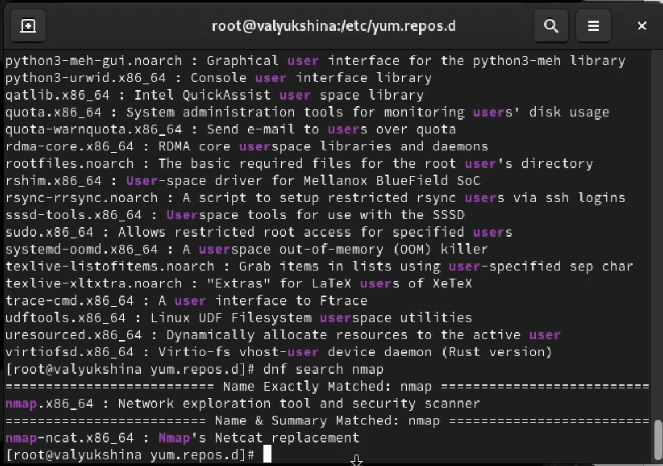 root@valyukshina:/etc/yum.repos.d
python3-meh-gui.noarch : Graphical user interface for the python3-meh library
python3-urwid.x86_64 : Console user interface library
qatlib.x86_64 : Intel QuickAssist user space library
quota.x86_64 : System administration tools for monitoring users' disk usage
quota-warnquota.x86_64 : Send e-mail to users over quota
rdma-core.x86_64 : RDMA core userspace libraries and daemons
rootfiles.noarch : The basic required files for the root user's directory
rshim.x86_64 : User-space driver for Mellanox BlueField SoC
rsync-rrsync.noarch : A script to setup restricted rsync users via ssh logins
sssd-tools.x86_64 : Userspace tools for use with the SSSD
sudo.x86_64 : Allows restricted root access for specified users
systemd-oomd.x86_64 : A userspace out-of-memory (OOM) killer
texlive-listofitems.noarch : Grab items in lists using user-specified sep char
texlive-xltxtra.noarch : "Extras" for LaTeX users of XeTeX
trace-cmd.x86_64 : A user interface to Ftrace
udftools.x86_64 : Linux UDF Filesystem userspace utilities
uresourced.x86_64 : Dynamically allocate resources to the active user
virtiofsd.x86_64 : Virtio-fs vhost-user device daemon (Rust version)
[root@valyukshina yum.repos.d]# dnf search nmap
========================== Name Exactly Matched: nmap ==========================
nmap.x86_64 : Network exploration tool and security scanner
========================= Name & Summary Matched: nmap =========================
nmap-ncat.x86_64 : Nmap's Netcat replacement
[root@valyukshina yum.repos.d]#